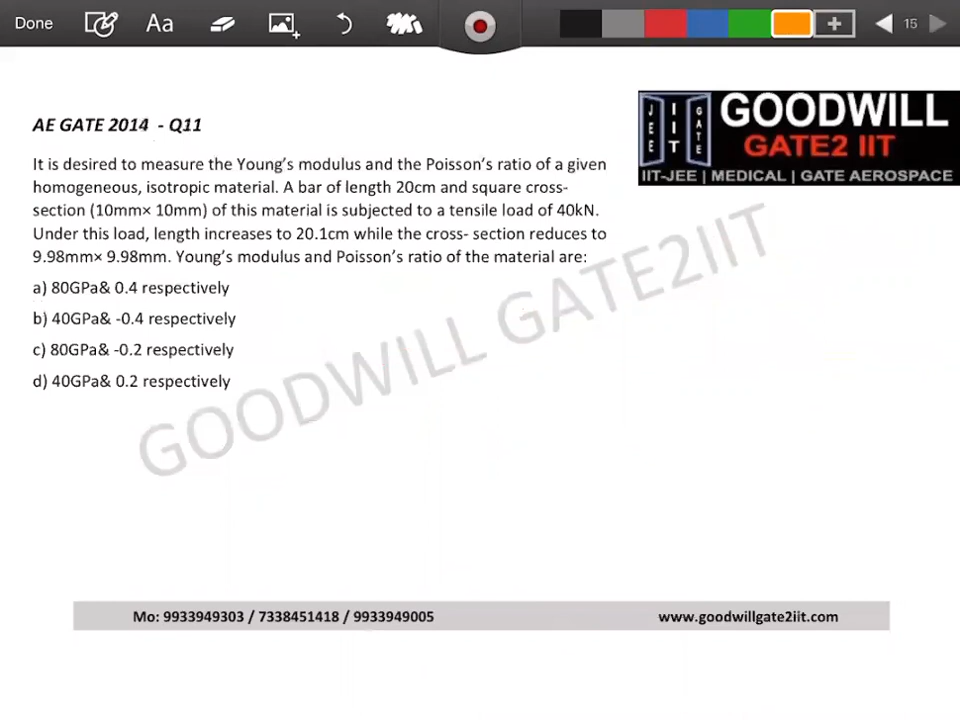 Done
Aa
15
AE GATE 2014 - Q11
It is desired to measure the Young's modulus and the Poisson's ratio of a given
homogeneous, isotropic material. A bar of length 20cm and square cross-
section (10mm× 10mm) of this material is subjected to a tensile load of 40kN.
Under this load, length increases to 20.1cm while the cross- section reduces to
9.98mm× 9.98mm. Young's modulus and Poisson's ratio of the material are:
a) 80GPa& 0.4 respectively
b) 40GPa& -0.4 respectively
c) 80GPa& -0.2 respectively
d) 40GPa& 0.2 respectively
JEE
IIT
GATE
GOODWILL
GATE2 IIT
IIT-JEE | MEDICAL | GATE AEROSPACE
GOODWILL GATE2IIT
Mo: 9933949303 / 7338451418 / 9933949005
www.goodwillgate2iit.com